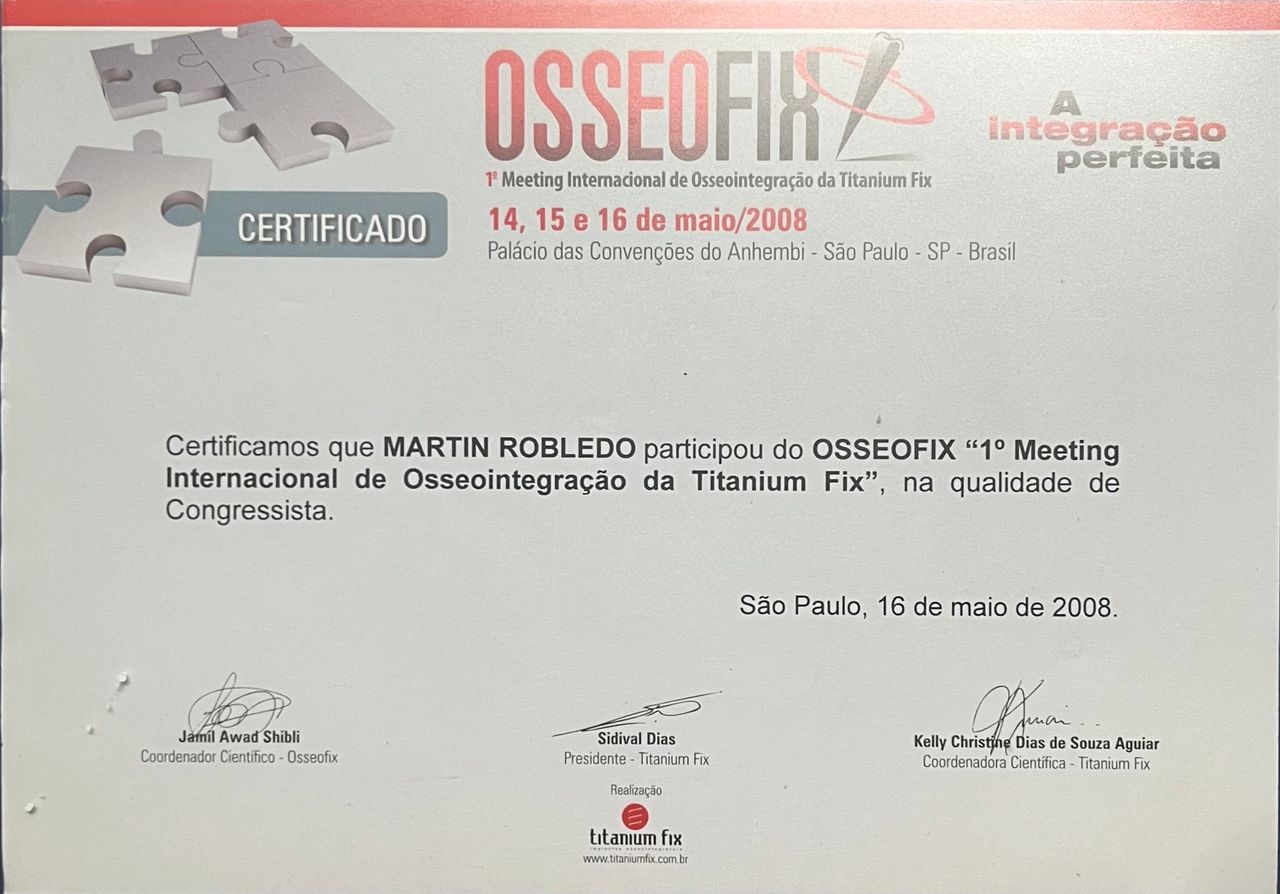 OSSEOFIX
A
integração
perfeita
1º Meeting Internacional de Osseointegração da Titanium Fix
14, 15 e 16 de maio/2008
CERTIFICADO
Palácio das Convenções do Anhembi - São Paulo - SP - Brasil
Certificamos que MARTIN ROBLEDO participou do OSSEOFIX “1º Meeting
Internacional de Osseointegração da Titanium Fix”, na qualidade de
Congressista.
São Paulo, 16 de maio de 2008.
Jamil Awad Shibli
Coordenador Científico - Osseofix
Sidival Dias
Presidente - Titanium Fix
Kelly Christine Dias de Souza Aguiar
Coordenadora Científica - Titanium Fix
Realização
titanium fix
www.titaniumfix.com.br